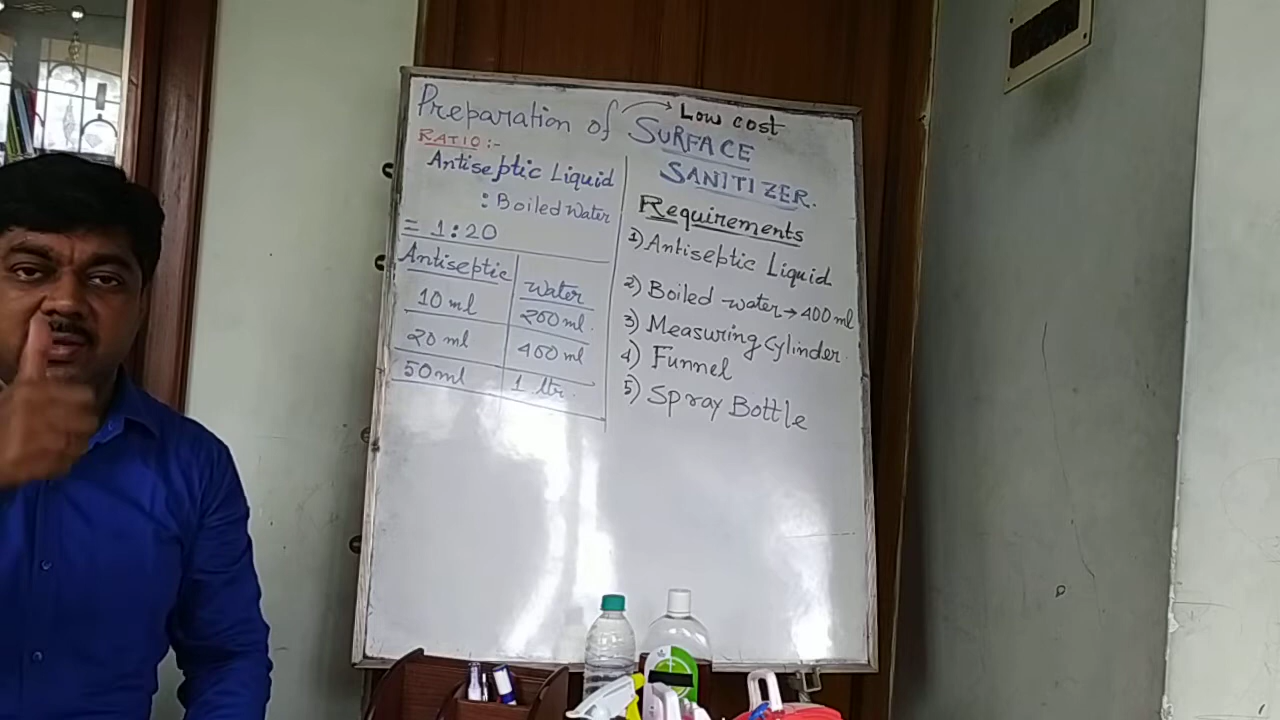 Preparation of Low cost
SURFACE
SANITIZER.
RATIO:-
Antiseptic Liquid
: Boiled Water
= 1:20
Antiseptic Water
10 ml 200 ml.
20 ml 400 ml
50 ml 1 ltr.
Requirements
1) Antiseptic Liquid
2) Boiled water → 400 ml
3) Measuring Cylinder.
4) Funnel
5) Spray Bottle